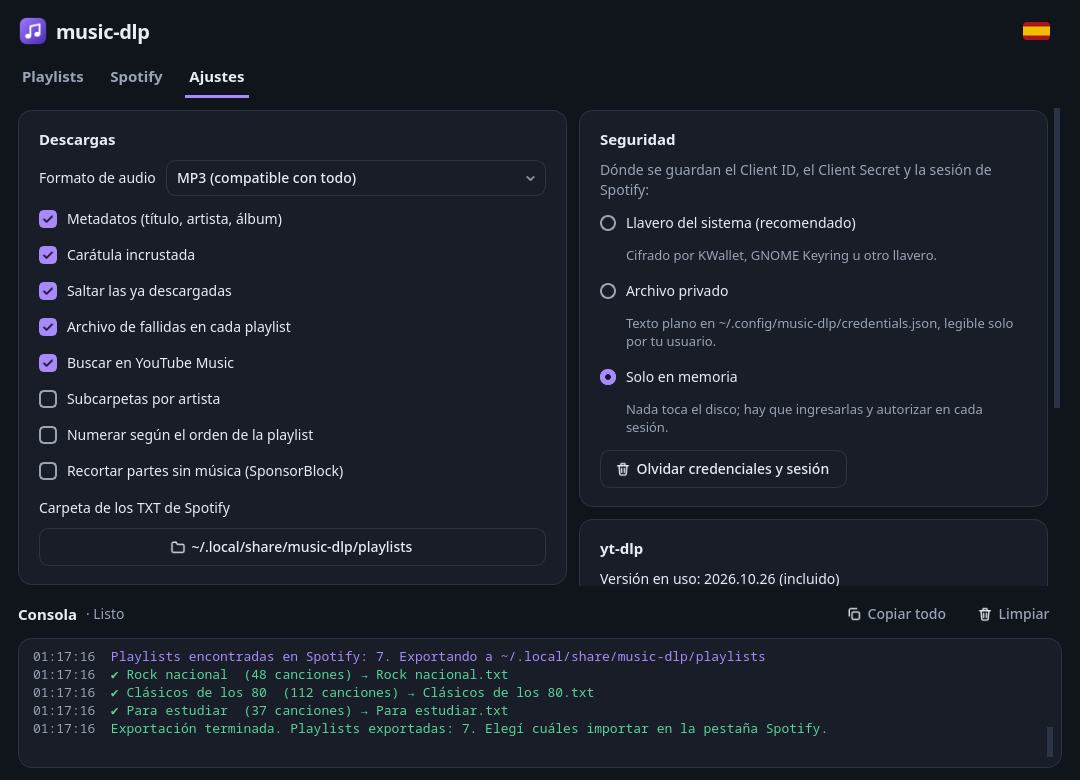 music-dlp
Playlists
Spotify
Ajustes
Descargas
Formato de audio
MP3 (compatible con todo)
Metadatos (título, artista, álbum)
Carátula incrustada
Saltar las ya descargadas
Archivo de fallidas en cada playlist
Buscar en YouTube Music
Subcarpetas por artista
Numerar según el orden de la playlist
Recortar partes sin música (SponsorBlock)
Carpeta de los TXT de Spotify
~/.local/share/music-dlp/playlists
Seguridad
Dónde se guardan el Client ID, el Client Secret y la sesión de
Spotify:
Llavero del sistema (recomendado)
Cifrado por KWallet, GNOME Keyring u otro llavero.
Archivo privado
Texto plano en ~/.config/music-dlp/credentials.json, legible solo
por tu usuario.
Solo en memoria
Nada toca el disco; hay que ingresarlas y autorizar en cada
sesión.
Olvidar credenciales y sesión
yt-dlp
Versión en uso: 2026.10.26 (incluido)
Consola · Listo
Copiar todo
Limpiar
01:17:16 Playlists encontradas en Spotify: 7. Exportando a ~/.local/share/music-dlp/playlists
01:17:16 ✔ Rock nacional (48 canciones) → Rock nacional.txt
01:17:16 ✔ Clásicos de los 80 (112 canciones) → Clásicos de los 80.txt
01:17:16 ✔ Para estudiar (37 canciones) → Para estudiar.txt
01:17:16 Exportación terminada. Playlists exportadas: 7. Elegí cuáles importar en la pestaña Spotify.